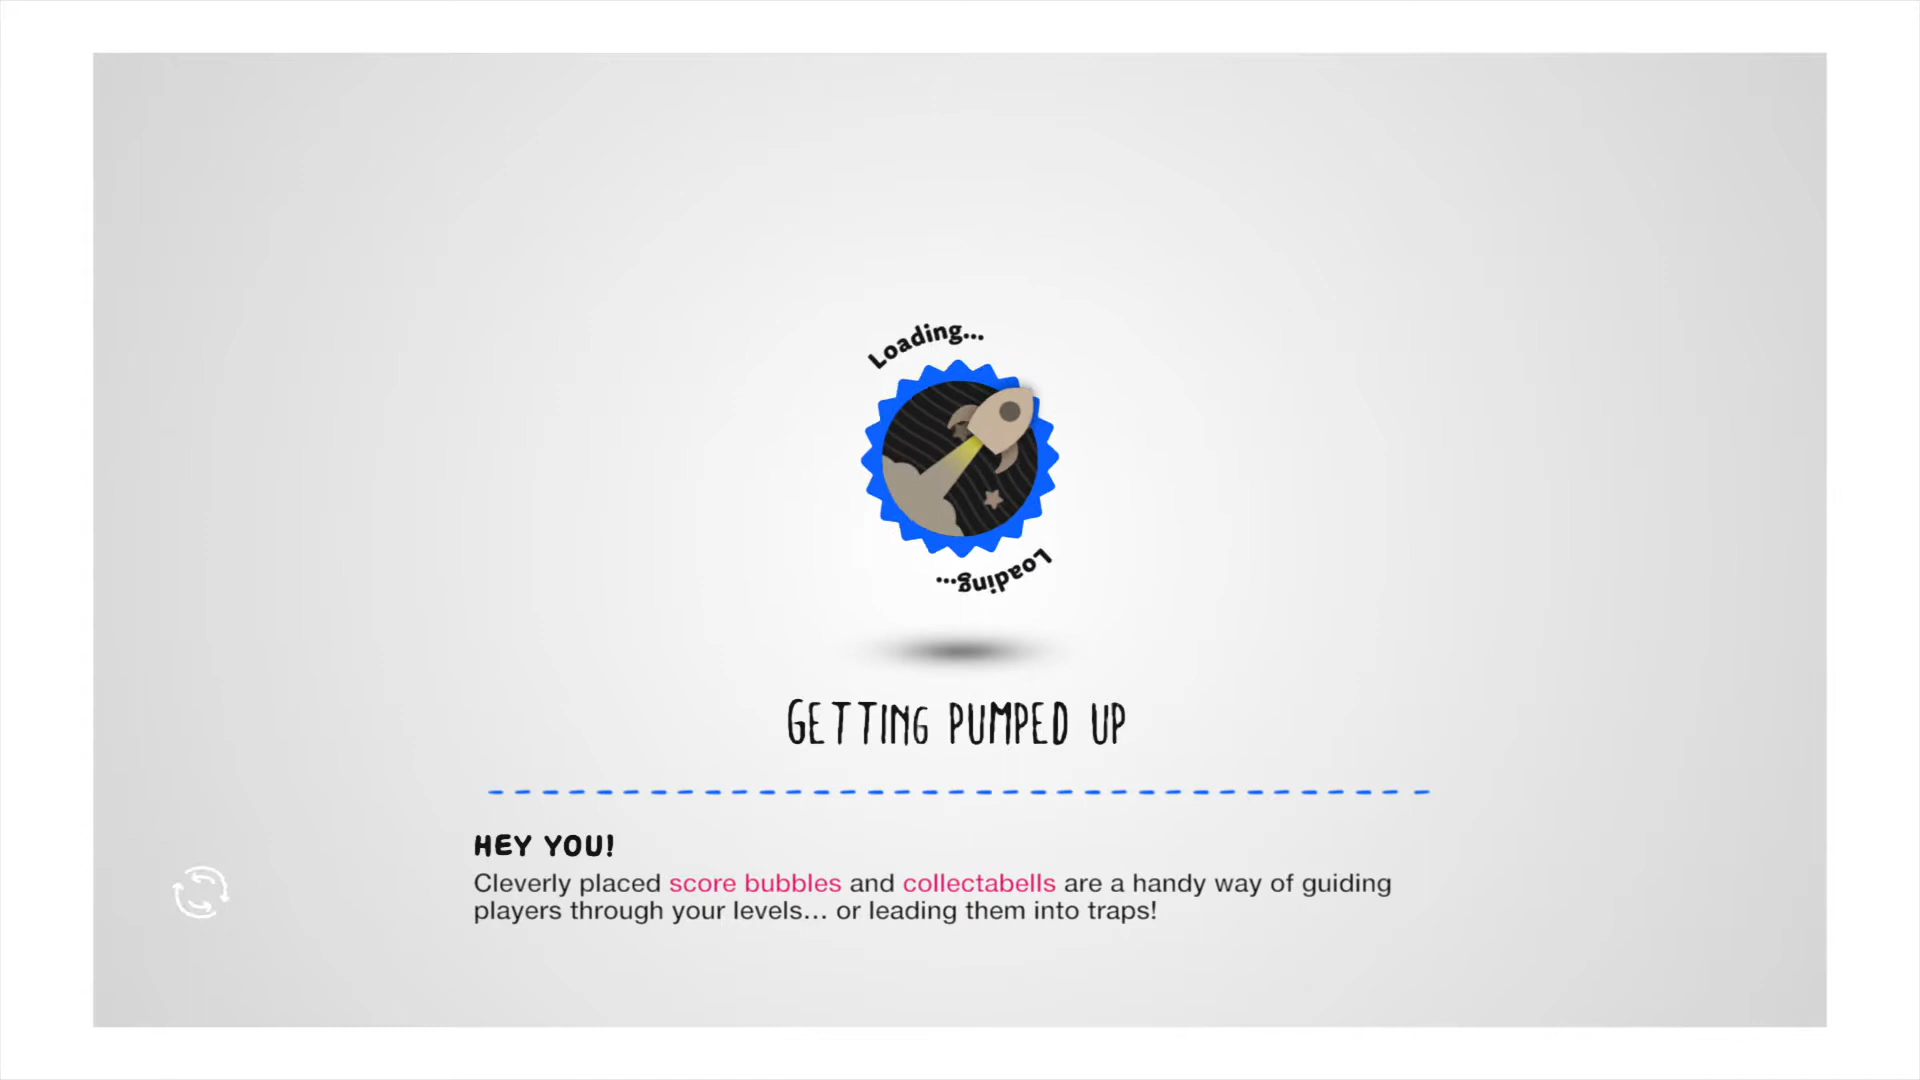 Loading...
Loading...
GETTING PUMPED UP
HEY YOU!
Cleverly placed score bubbles and collectabells are a handy way of guiding
players through your levels... or leading them into traps!